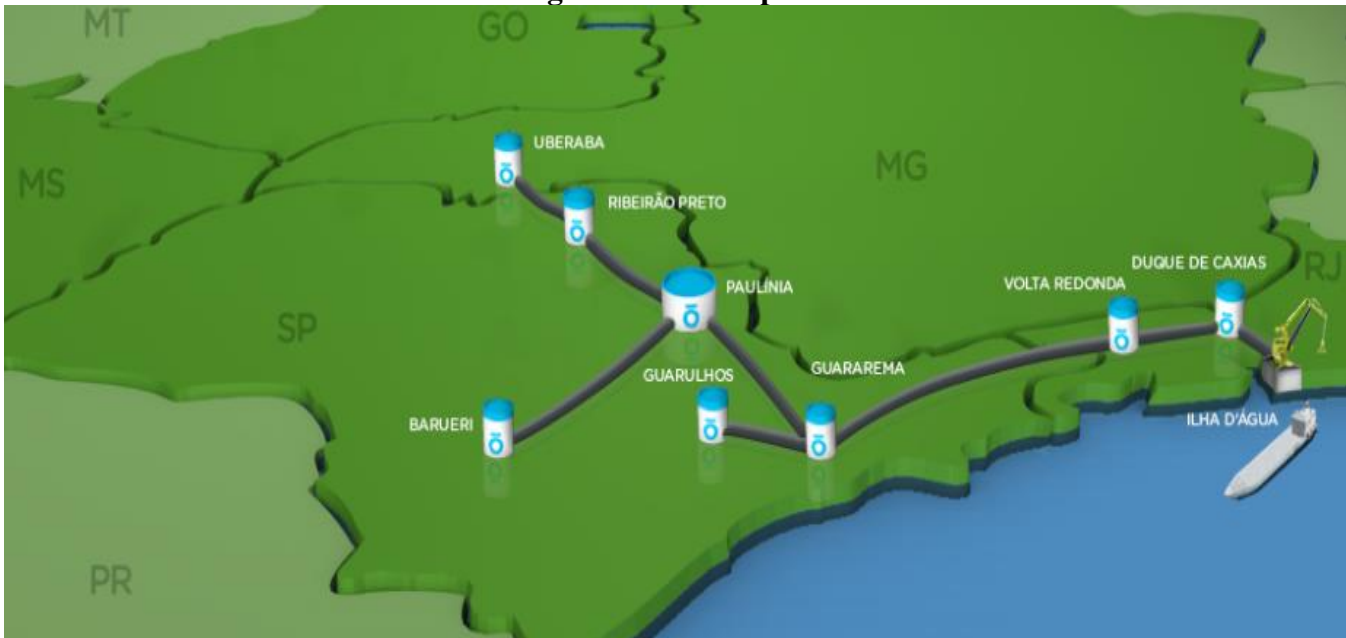 MT
GO
UBERABA
MG
MS
RIBEIRÃO PRETO
DUQUE DE CAXIAS
RJ
PAULÍNIA
VOLTA REDONDA
SP
GUARULHOS
GUARAREMA
BARUERI
ILHA D'ÁGUA
PR